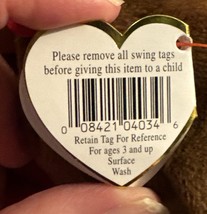 Please remove all swing tags
before giving this item to a child
0 08421 04034 6
Retain Tag For Reference
For ages 3 and up
Surface
Wash